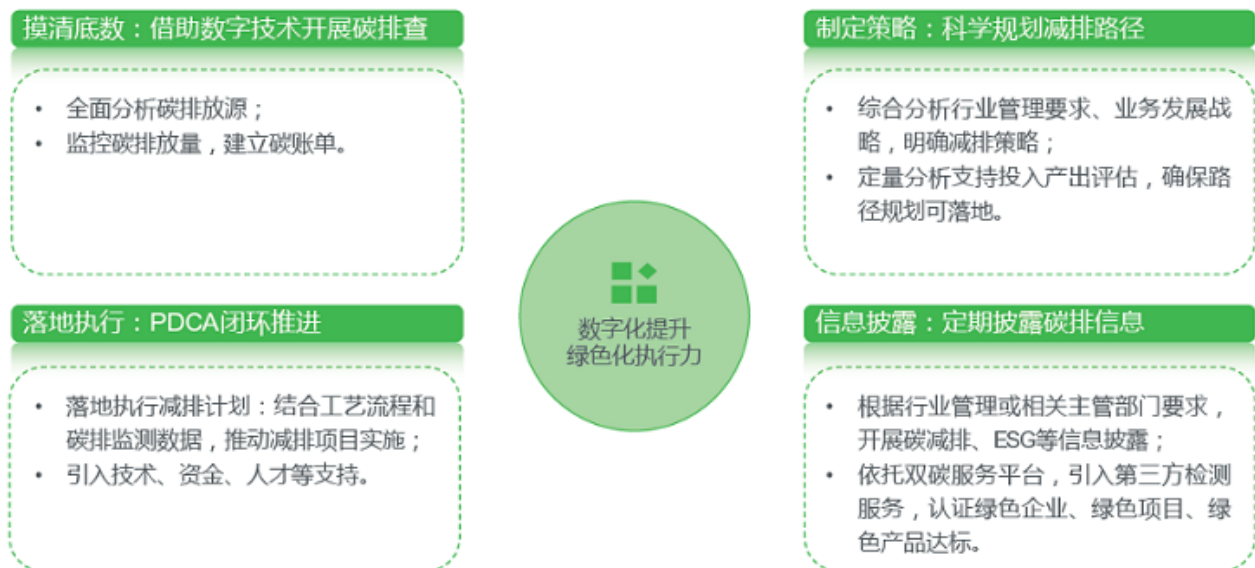 摸清底数：借助数字技术开展碳排查
• 全面分析碳排放源；
• 监控碳排放量，建立碳账单。
制定策略：科学规划减排路径
• 综合分析行业管理要求、业务发展战
略，明确减排策略；
• 定量分析支持投入产出评估，确保路
径规划可落地。
数字化提升
绿色化执行力
落地执行：PDCA闭环推进
• 落地执行减排计划：结合工艺流程和
碳排监测数据，推动减排项目实施；
• 引入技术、资金、人才等支持。
信息披露：定期披露碳排信息
• 根据行业管理或相关主管部门要求，
开展碳减排、ESG等信息披露；
• 依托双碳服务平台，引入第三方检测
服务，认证绿色企业、绿色项目、绿
色产品达标。